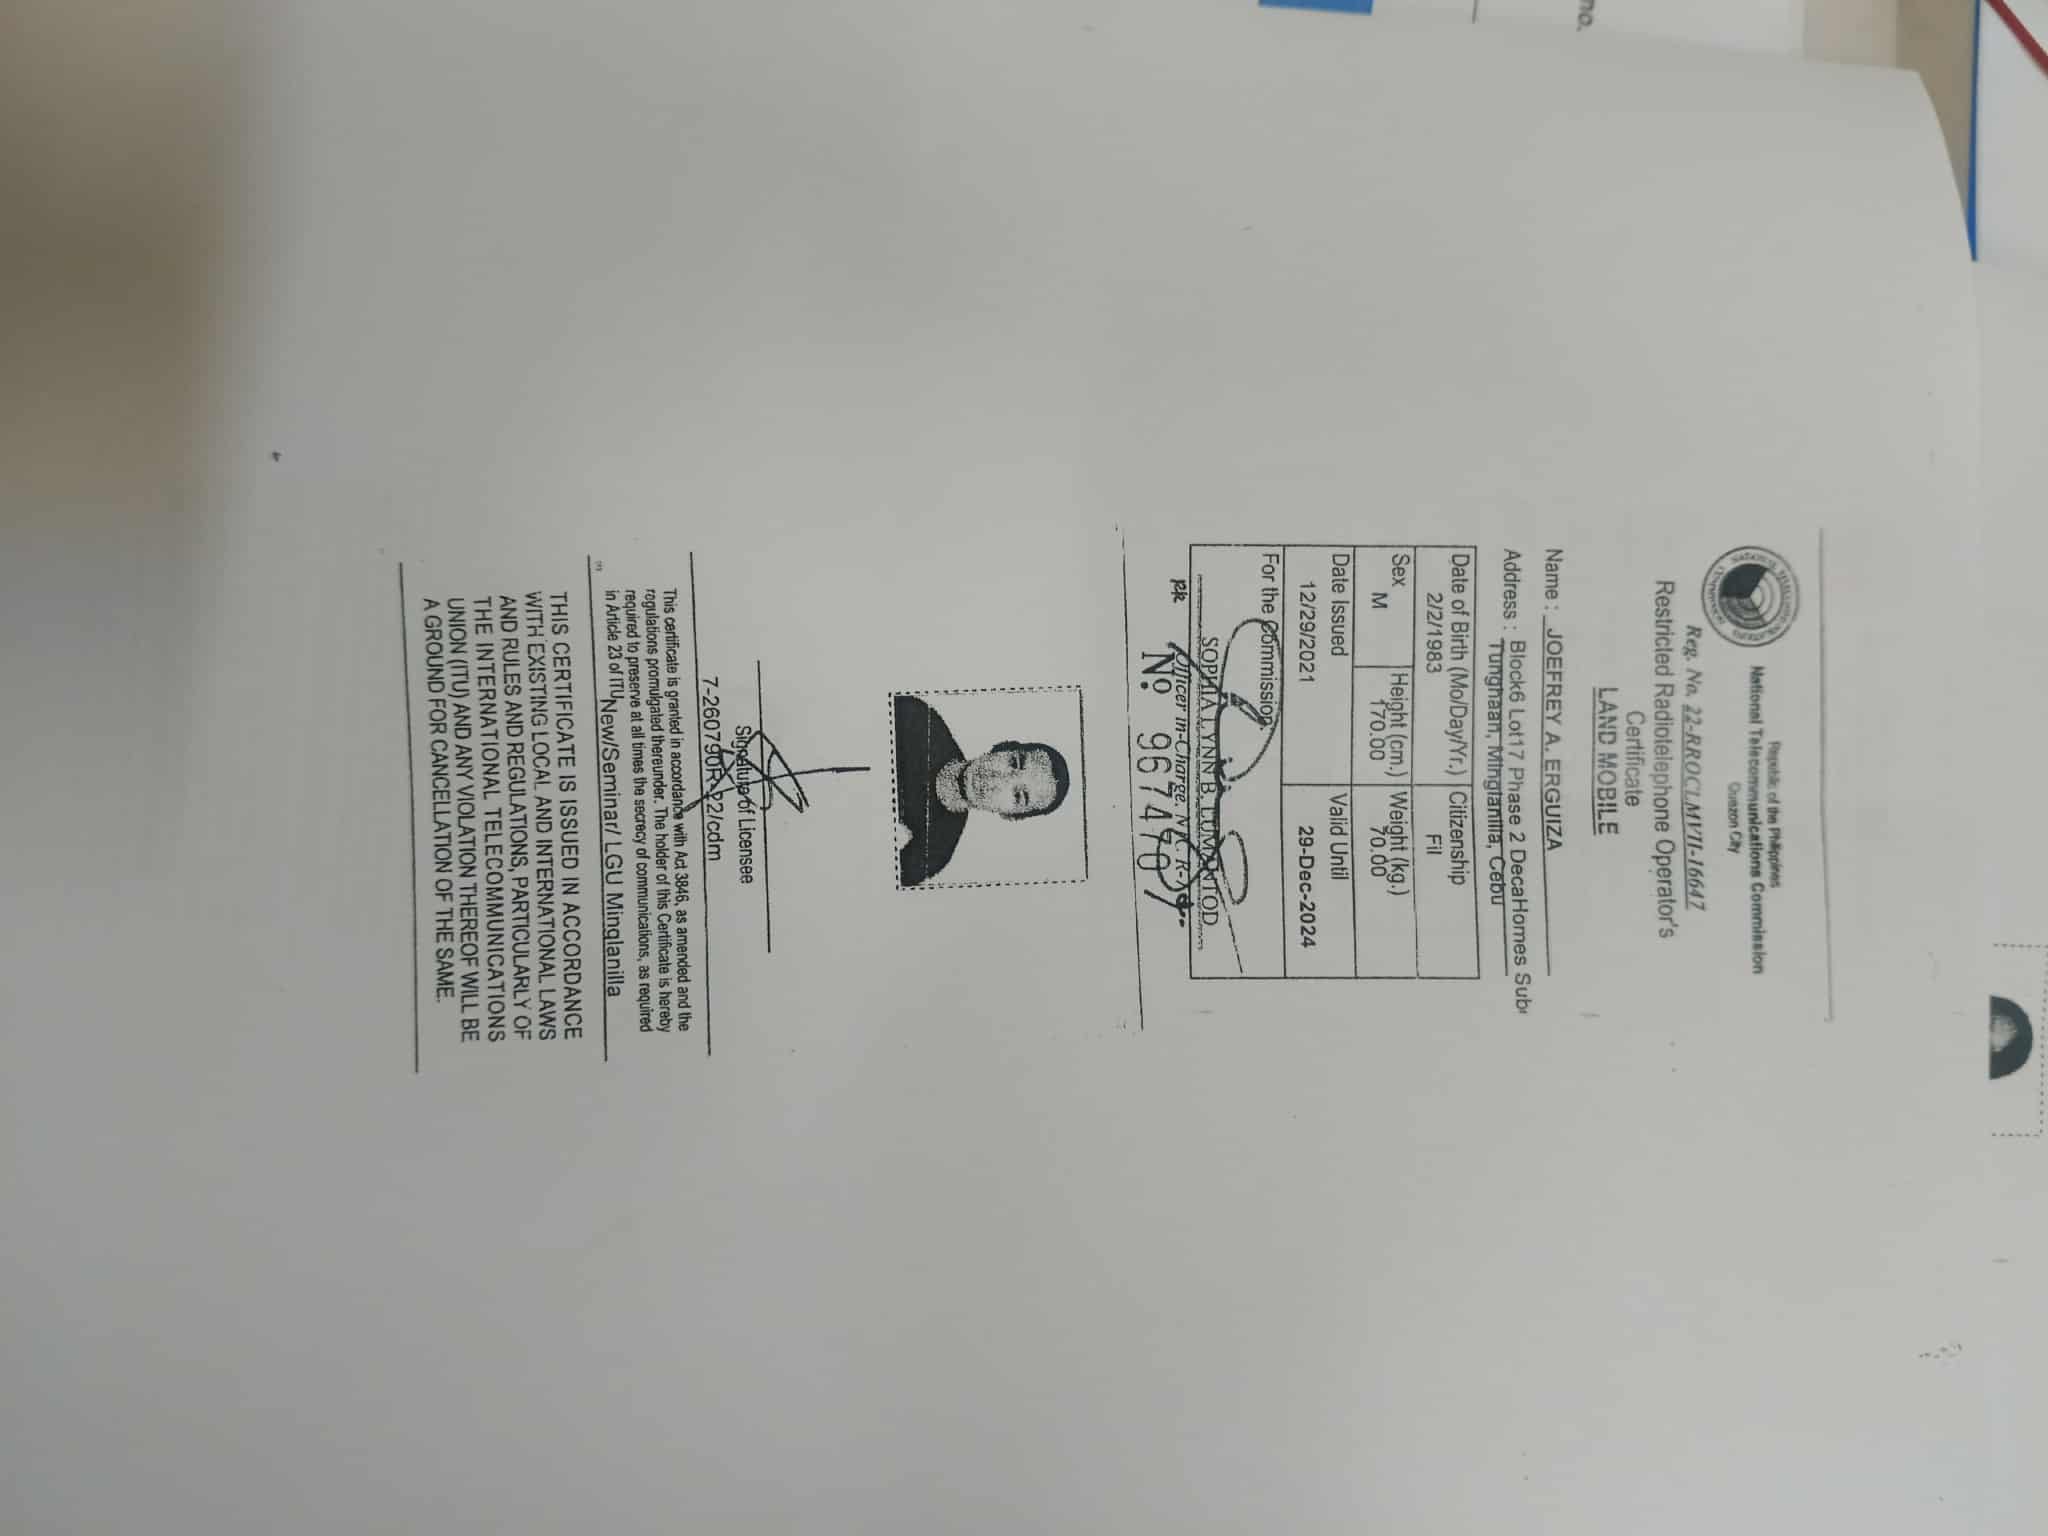 no.
Republic of the Philippines
National Telecommunications Commission
Quezon City
NATIONAL TELECOMMUNICATIONS COMMISSION
Reg. No. 22-RROCLMVII-16647
Restricted Radiotelephone Operator's
Certificate
LAND MOBILE
Name : JOEFREY A. ERGUIZA
Address : Block6 Lot17 Phase 2 DecaHomes Sub
Tunghaan, Minglanilla, Cebu
Date of Birth (Mo/Day/Yr.) Citizenship
2/2/1983 Fil
Sex Height (cm.) Weight (kg.)
M 170.00 70.00
Date Issued Valid Until
12/29/2021 29-Dec-2024
For the Commission:
SOPHIA LYNN B. LUMANTOD
Officer in-Charge. NTC. R-7
RR
Nº 967470
Signature of Licensee
7-260790R-22/cdm
This certificate is granted in accordance with Act 3846, as amended and the
regulations promulgated thereunder. The holder of this Certificate is hereby
required to preserve at all times the secrecy of communications, as required
in Article 23 of ITU New/Seminar/ LGU Minglanilla
THIS CERTIFICATE IS ISSUED IN ACCORDANCE
WITH EXISTING LOCAL AND INTERNATIONAL LAWS
AND RULES AND REGULATIONS, PARTICULARLY OF
THE INTERNATIONAL TELECOMMUNICATIONS
UNION (ITU) AND ANY VIOLATION THEREOF WILL BE
A GROUND FOR CANCELLATION OF THE SAME.